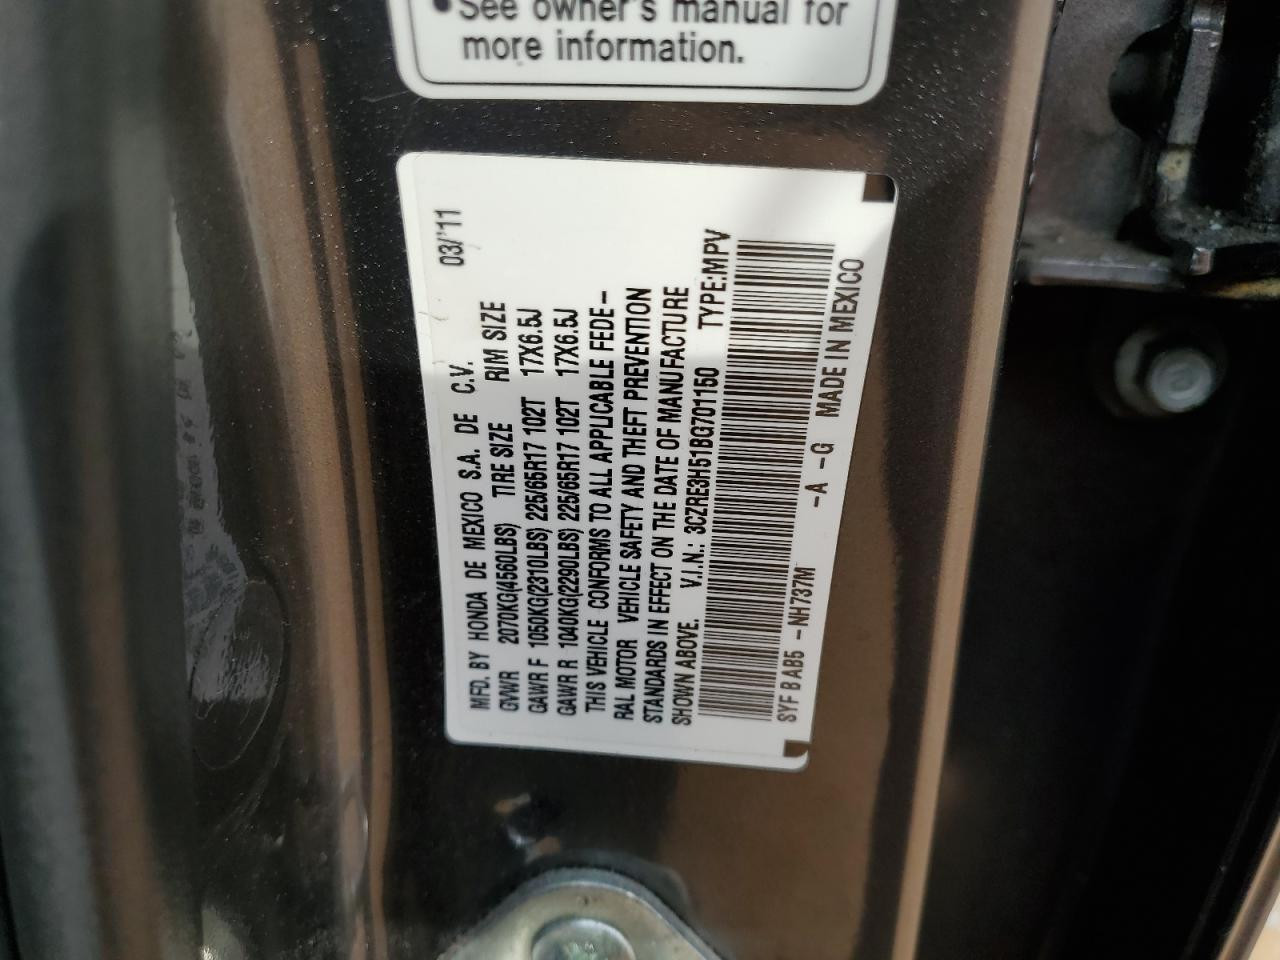 See owner's manual for
more information.
MFD. BY HONDA DE MEXICO S.A. DE C.V. 03/'11
GVWR 2070KG(4560LBS) TIRE SIZE RIM SIZE
GAWR F 1050KG(2310LBS) 225/65R17 102T 17X6.5J
GAWR R 1040KG(2290LBS) 225/65R17 102T 17X6.5J
THIS VEHICLE CONFORMS TO ALL APPLICABLE FEDE-
RAL MOTOR VEHICLE SAFETY AND THEFT PREVENTION
STANDARDS IN EFFECT ON THE DATE OF MANUFACTURE
SHOWN ABOVE. V.I.N.: 3CZRE3H51BG701150 TYPE:MPV
SYF B AB5 -NH737M -A -G MADE IN MEXICO